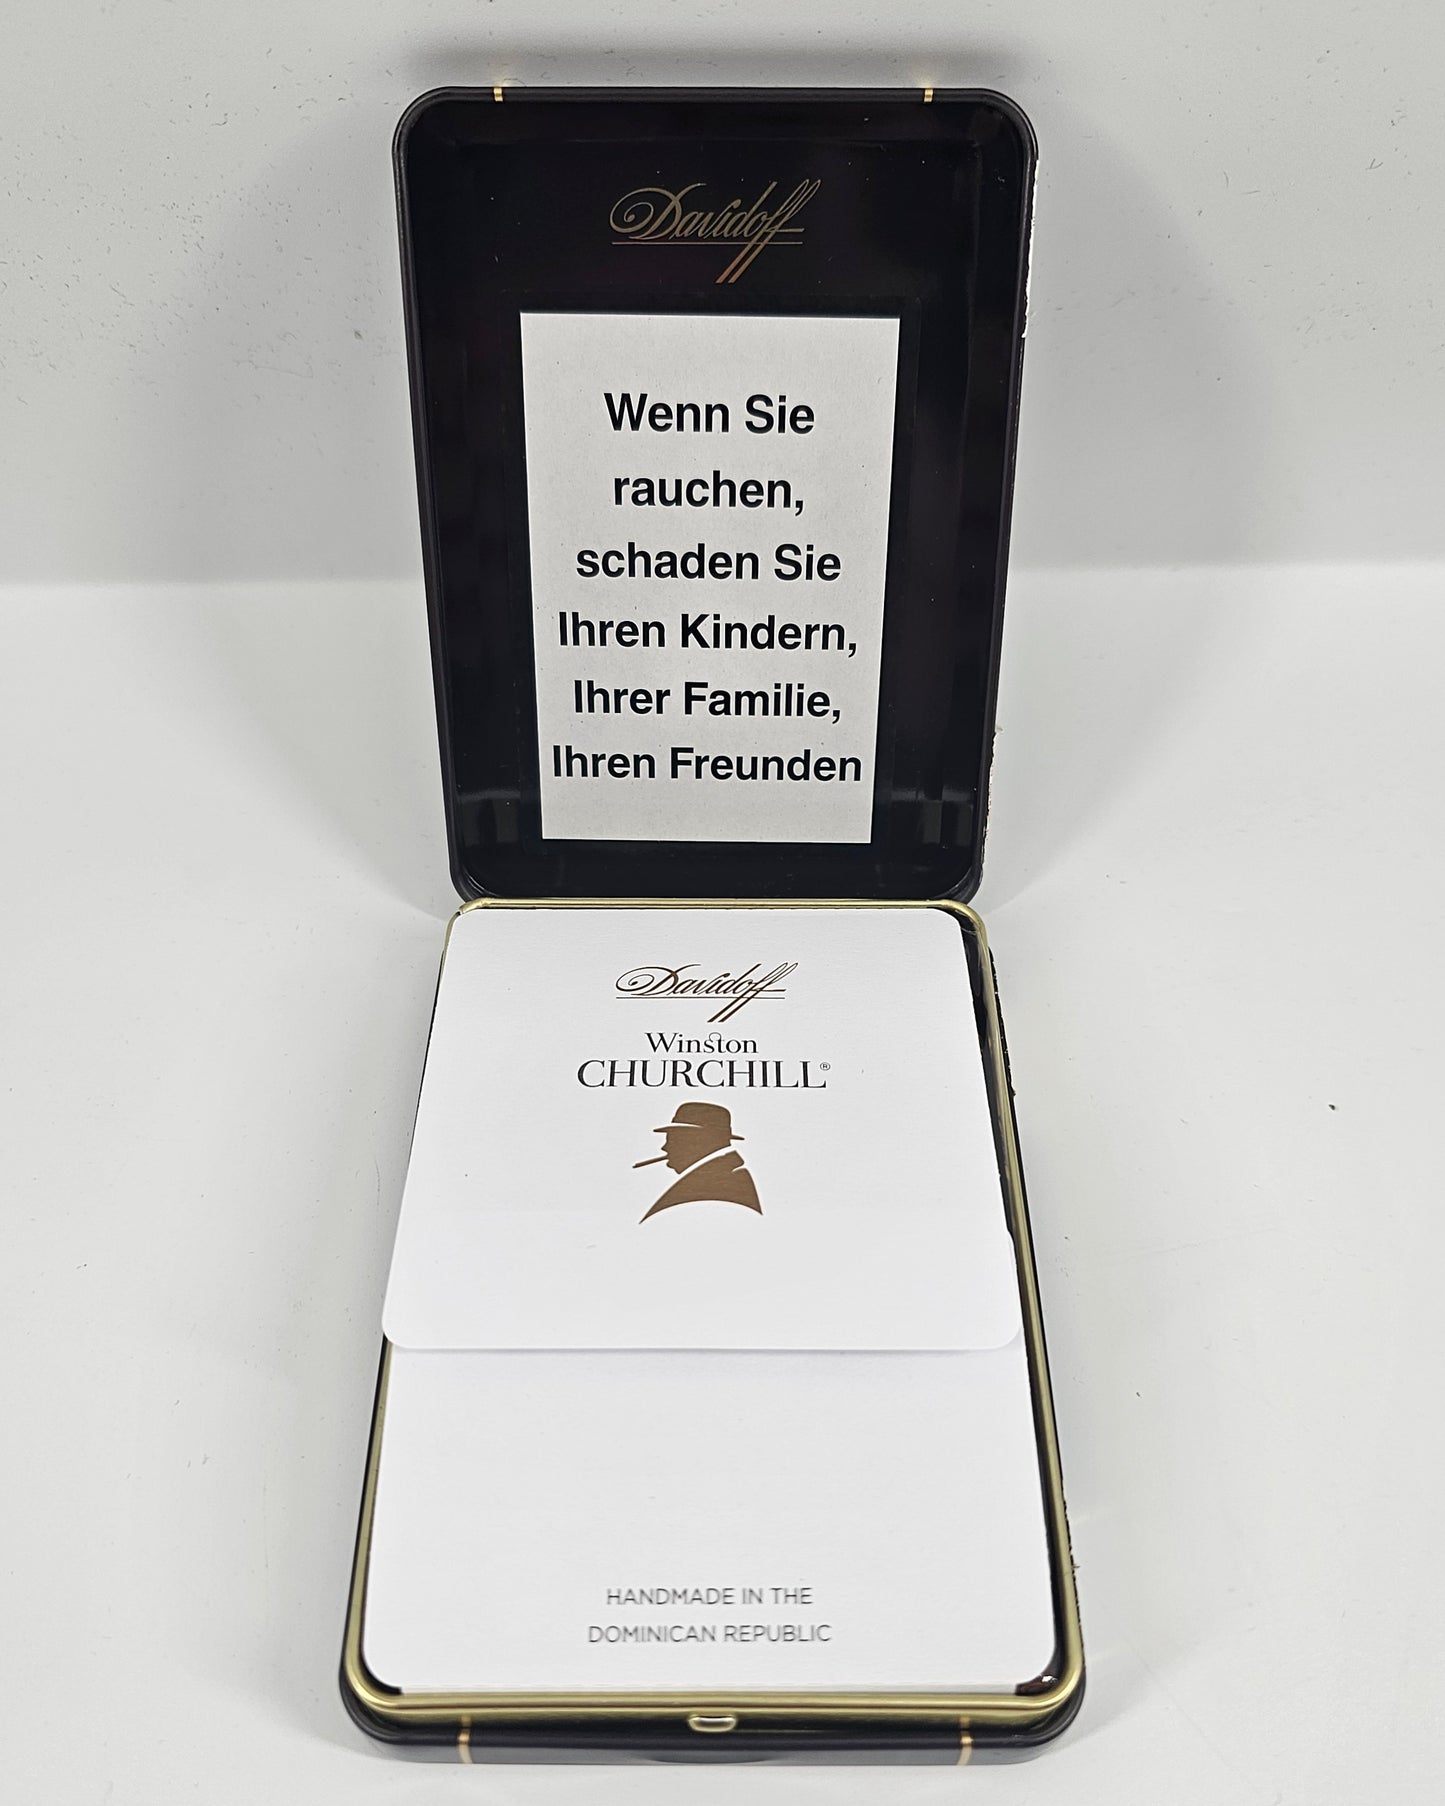 Davidoff
Wenn Sie
rauchen,
schaden Sie
Ihren Kindern,
Ihrer Familie,
Ihren Freunden
Davidoff
Winston
CHURCHILL®
HANDMADE IN THE
DOMINICAN REPUBLIC